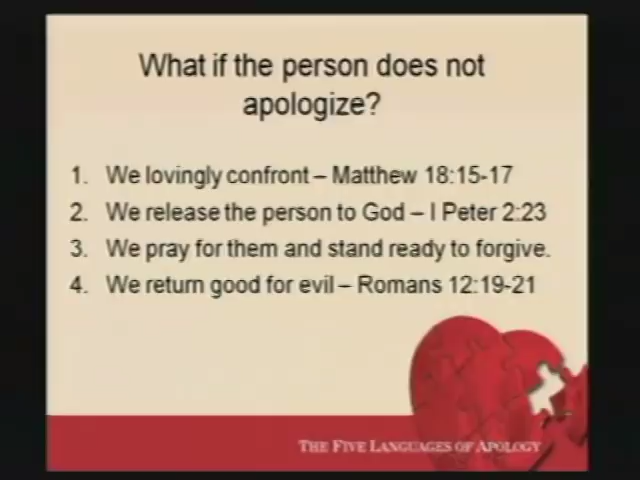 What if the person does not
apologize?
1. We lovingly confront – Matthew 18:15-17
2. We release the person to God – I Peter 2:23
3. We pray for them and stand ready to forgive.
4. We return good for evil – Romans 12:19-21
THE FIVE LANGUAGES OF APOLOGY